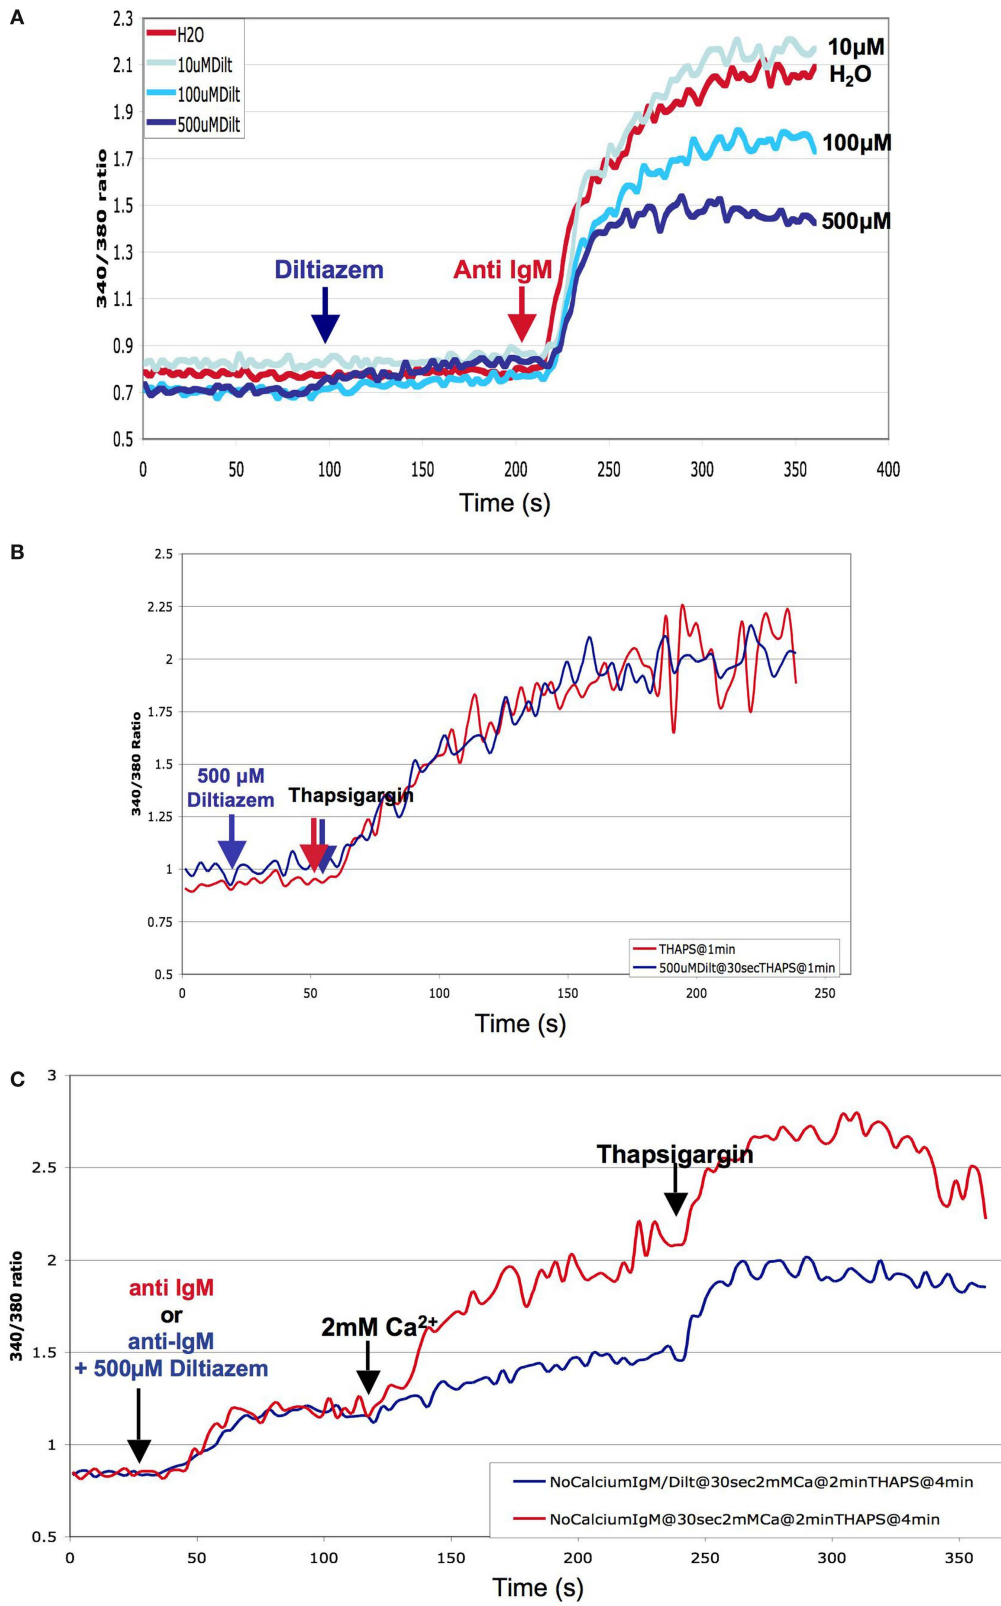 A
2.3
2.1
1.9
1.7
1.5
1.3
1.1
0.9
0.7
0.5
340/380 ratio
H2O
10uMDilt
100uMDilt
500uMDilt
10µM
H₂O
100µM
500µM
Diltiazem
Anti IgM
0 50 100 150 200 250 300 350 400
Time (s)
B
2.5
2.25
2
1.75
1.5
1.25
1
0.75
0.5
340/380 Ratio
500 µM
Diltiazem
Thapsigargin
THAPS@1min
500uMDilt@30secTHAPS@1min
0 50 100 150 200 250
Time (s)
C
3
2.5
2
1.5
1
0.5
340/380 ratio
Thapsigargin
anti IgM
or
anti-IgM
+ 500µM Diltiazem
2mM Ca²⁺
NoCalciumIgM/Dilt@30sec2mMCa@2minTHAPS@4min
NoCalciumIgM@30sec2mMCa@2minTHAPS@4min
0 50 100 150 200 250 300 350
Time (s)